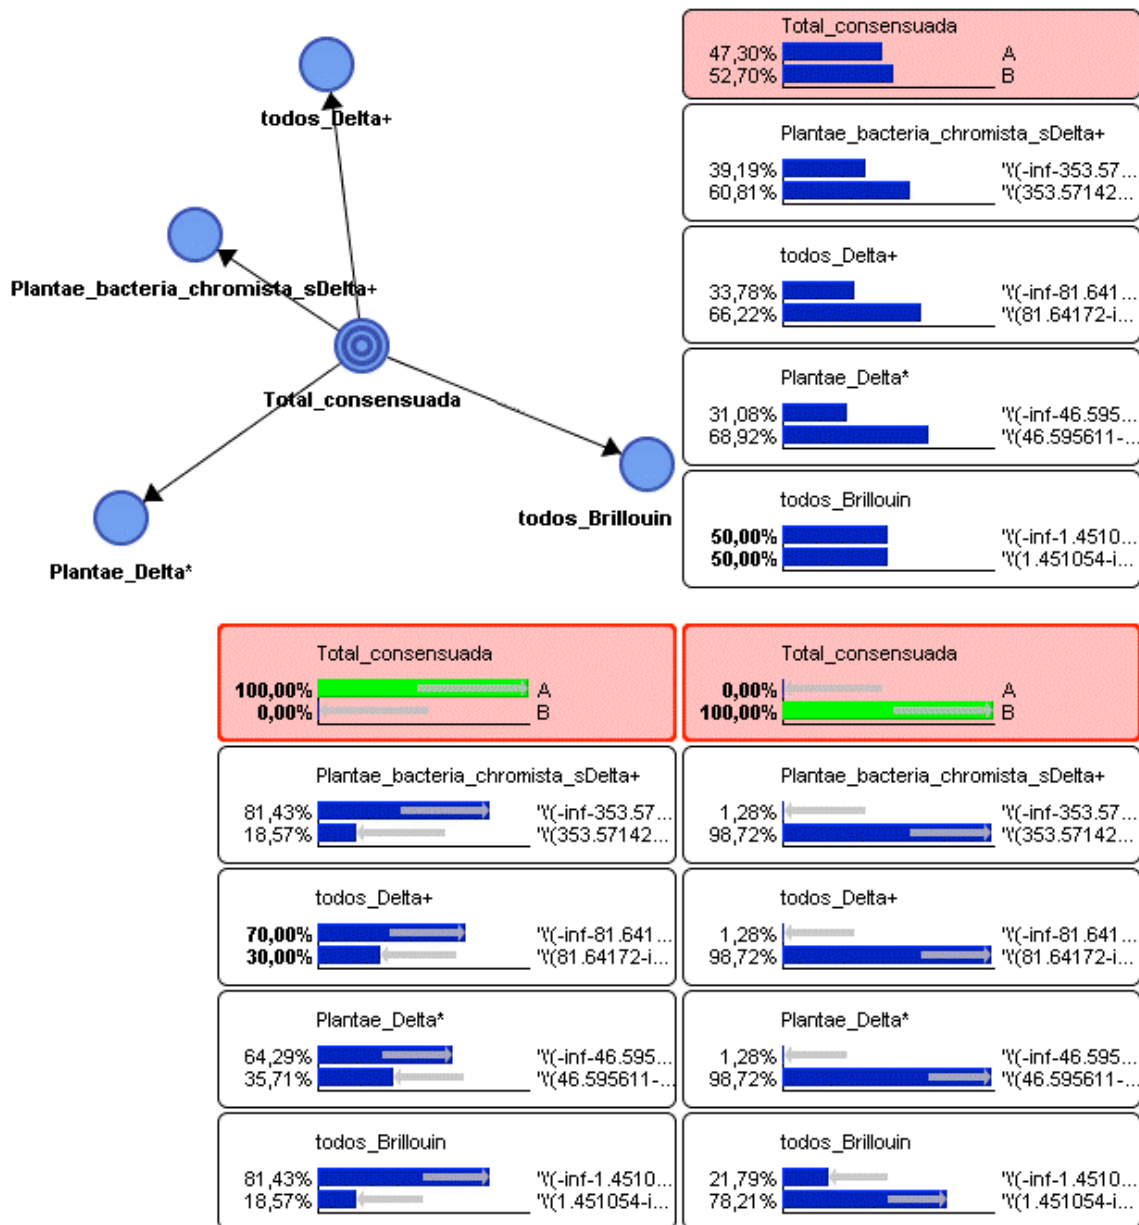 todos_Delta+
Plantae_bacteria_chromista_sDelta+
Total_consensuada
todos_Brillouin
Plantae_Delta*
Total_consensuada
47,30% A
52,70% B
Plantae_bacteria_chromista_sDelta+
39,19% "\'(-inf-353.57...
60,81% "\'(353.57142...
todos_Delta+
33,78% "\'(-inf-81.641...
66,22% "\'(81.64172-i...
Plantae_Delta*
31,08% "\'(-inf-46.595...
68,92% "\'(46.595611-...
todos_Brillouin
50,00% "\'(-inf-1.4510...
50,00% "\'(1.451054-i...
Total_consensuada
100,00% A
0,00% B
Plantae_bacteria_chromista_sDelta+
81,43% "\'(-inf-353.57...
18,57% "\'(353.57142...
todos_Delta+
70,00% "\'(-inf-81.641...
30,00% "\'(81.64172-i...
Plantae_Delta*
64,29% "\'(-inf-46.595...
35,71% "\'(46.595611-...
todos_Brillouin
81,43% "\'(-inf-1.4510...
18,57% "\'(1.451054-i...
Total_consensuada
0,00% A
100,00% B
Plantae_bacteria_chromista_sDelta+
1,28% "\'(-inf-353.57...
98,72% "\'(353.57142...
todos_Delta+
1,28% "\'(-inf-81.641...
98,72% "\'(81.64172-i...
Plantae_Delta*
1,28% "\'(-inf-46.595...
98,72% "\'(46.595611-...
todos_Brillouin
21,79% "\'(-inf-1.4510...
78,21% "\'(1.451054-i...